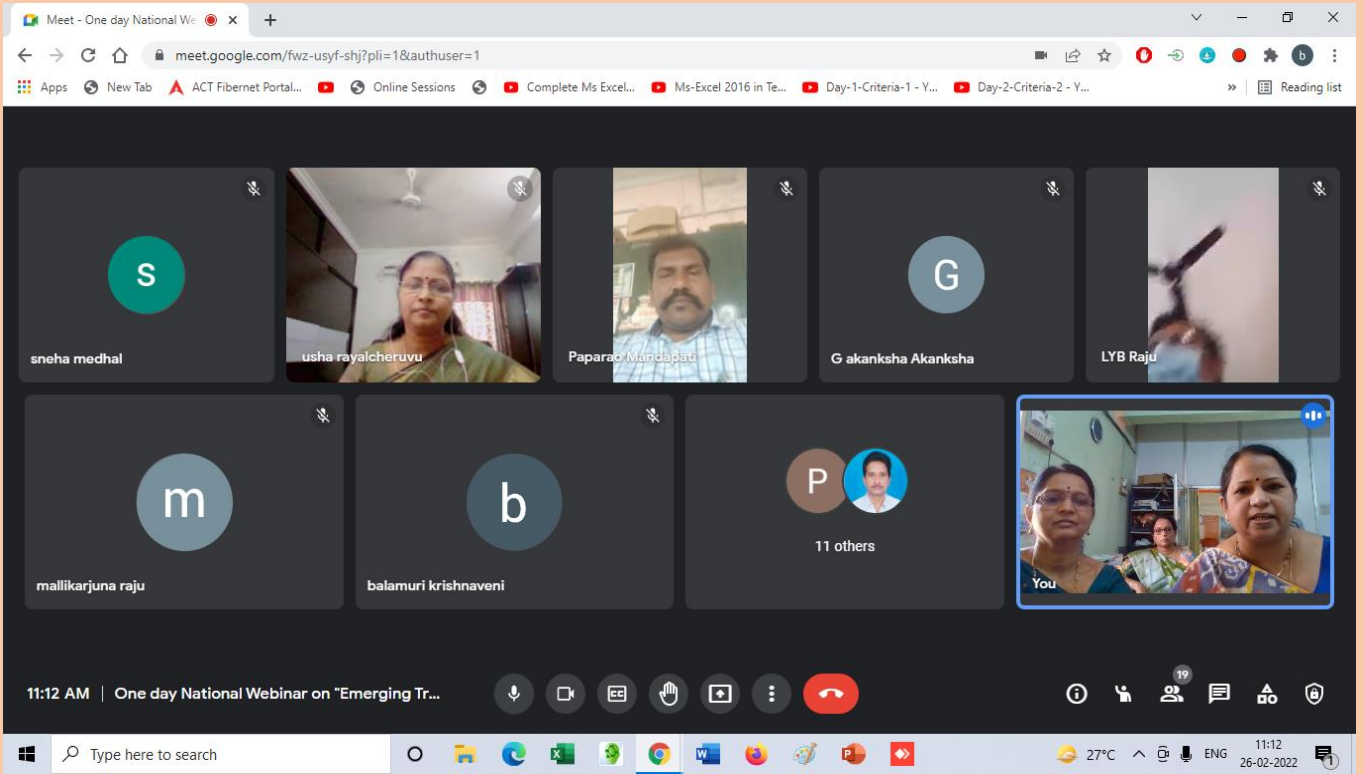 Meet - One day National We
meet.google.com/fwz-usyf-shj?pli=1&authuser=1
b
Apps New Tab ACT Fibernet Portal... Online Sessions Complete Ms Excel... Ms-Excel 2016 in Te... Day-1-Criteria-1 - Y... Day-2-Criteria-2 - Y... » Reading list
S
sneha medhal
usha rayalcheruvu
Paparao Mandapati
G
G akanksha Akanksha
LYB Raju
m
mallikarjuna raju
b
balamuri krishnaveni
P
11 others
You
11:12 AM | One day National Webinar on "Emerging Tr...
CC
19
Type here to search
27°C ENG 11:12
26-02-2022
1